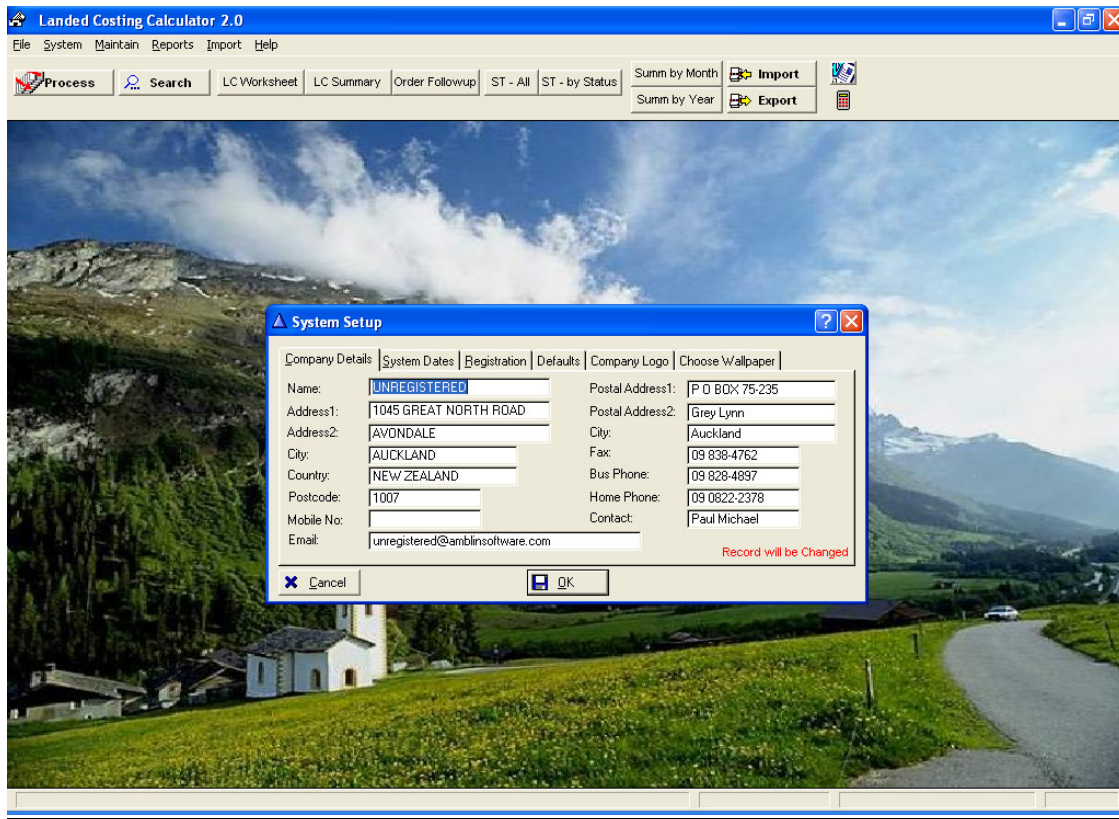 Landed Costing Calculator 2.0
File System Maintain Reports Import Help
Process Search LC Worksheet LC Summary Order Followup ST - All ST - by Status Summ by Month Import
Summ by Year Export
System Setup
Company Details System Dates Registration Defaults Company Logo Choose Wallpaper
Name: UNREGISTERED Postal Address1: P O BOX 75-235
Address1: 1045 GREAT NORTH ROAD Postal Address2: Grey Lynn
Address2: AVONDALE City: Auckland
City: AUCKLAND Fax: 09 838-4762
Country: NEW ZEALAND Bus Phone: 09 828-4897
Postcode: 1007 Home Phone: 09 0822-2378
Mobile No: Contact: Paul Michael
Email: unregistered@amblinsoftware.com
Record will be Changed
Cancel OK